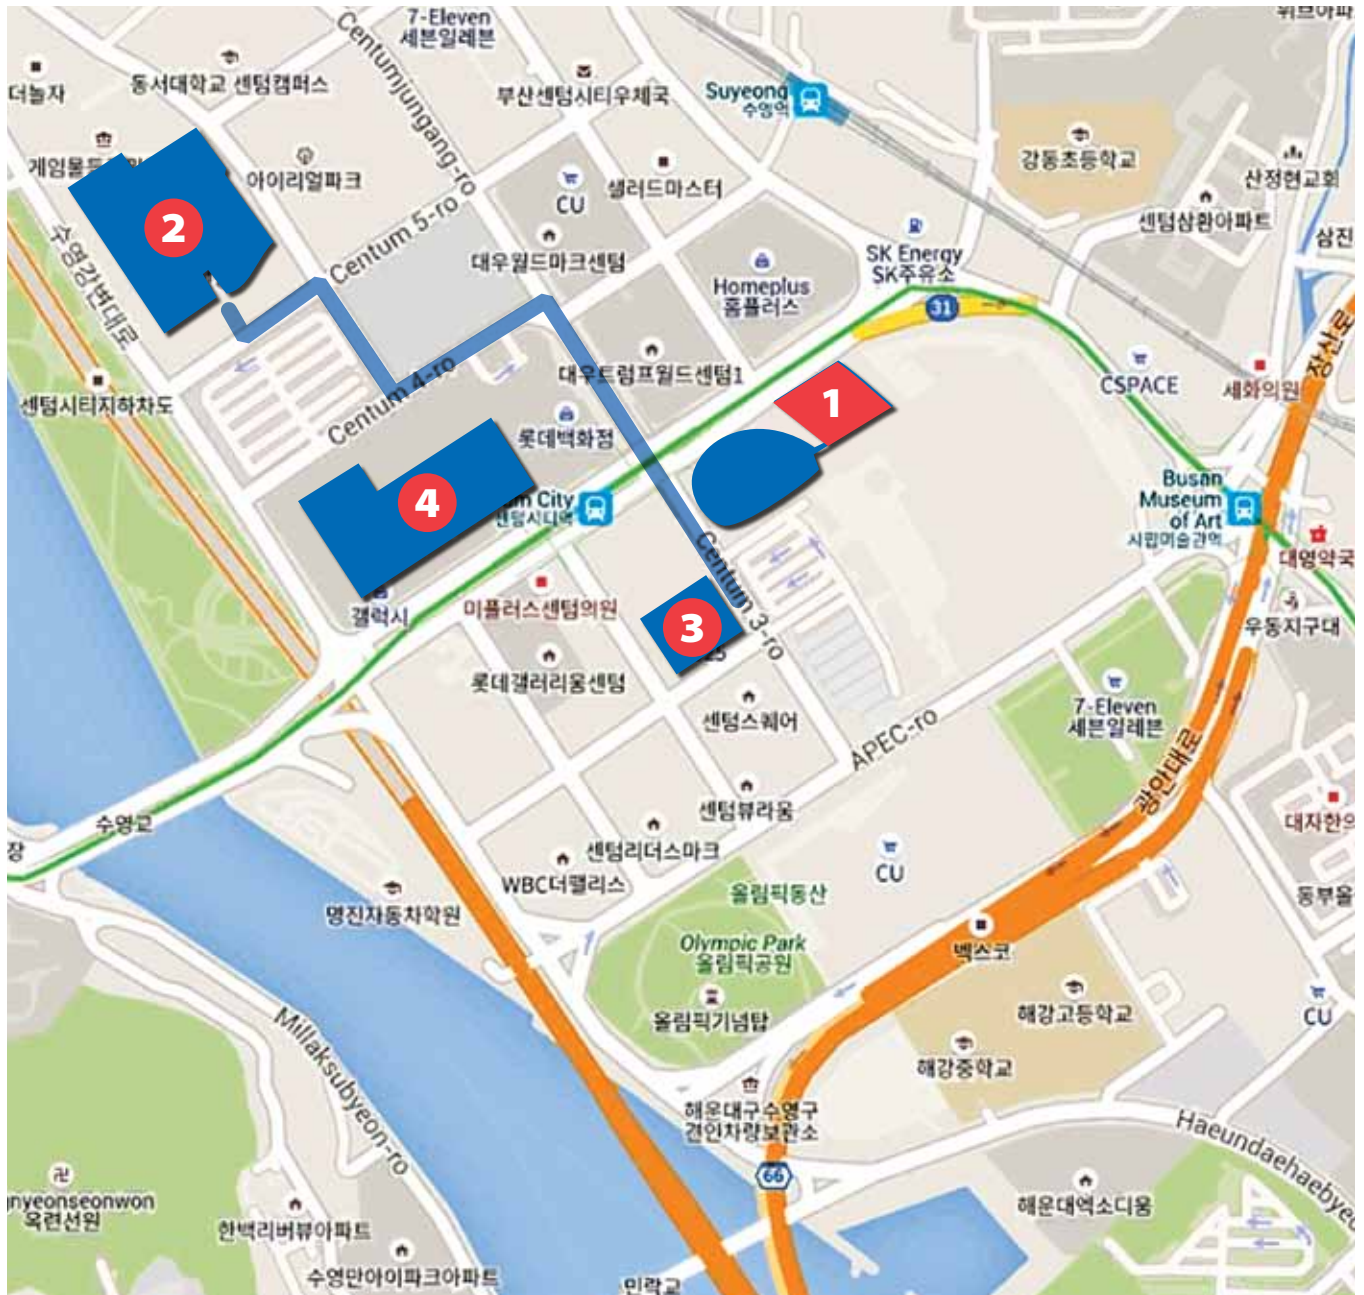 7-Eleven
세븐일레븐
위브아파
더놀자
동서대학교 센텀캠퍼스
Centumjungang-ro
부산센텀시티우체국
Suyeong
수영역
강동초등학교
산정현교회
아이리얼파크
CU
샐러드마스터
센텀삼환아파트
삼진
2
수영강변대로
Centum 5-ro
대우월드마크센텀
SK Energy
SK주유소
Homeplus
홈플러스
31
장산로
센텀시티지하차도
Centum 4-ro
대우트럼프월드센텀1
1
CSPACE
세화의원
롯데백화점
4
City
센텀시티역
Busan
Museum
of Art
시립미술관역
대영약국
Centum 3-ro
갤럭시
미플러스센텀의원
3
우동지구대
롯데갤러리움센텀
센텀스퀘어
7-Eleven
세븐일레븐
APEC-ro
광안대로
센텀뷰라움
수영교
장
센텀리더스마크
WBC더팰리스
CU
대자한의
명진자동차학원
올림픽동산
동부올
Olympic Park
올림픽공원
벡스코
올림픽기념탑
해강고등학교
CU
Millaksubyeon-ro
해강중학교
해운대구수영구
견인차량보관소
Haeundaehaebyeo
66
nyeonseonwon
옥련선원
한백리버뷰아파트
해운대엑소디움
수영만아이파크아파트
민락교